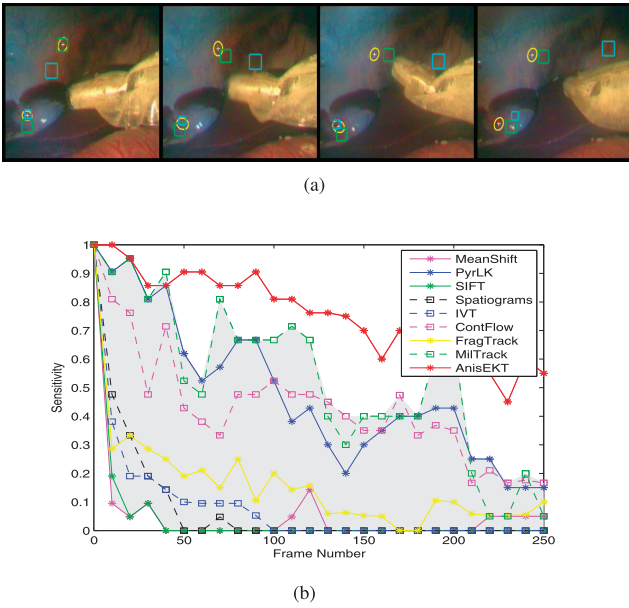 (a)
1
0.9
0.8
0.7
0.6
0.5
0.4
0.3
0.2
0.1
0
Sensitivity
0 50 100 150 200 250
Frame Number
MeanShift
PyrLK
SIFT
Spatiograms
IVT
ContFlow
FragTrack
MilTrack
AnisEKT
(b)